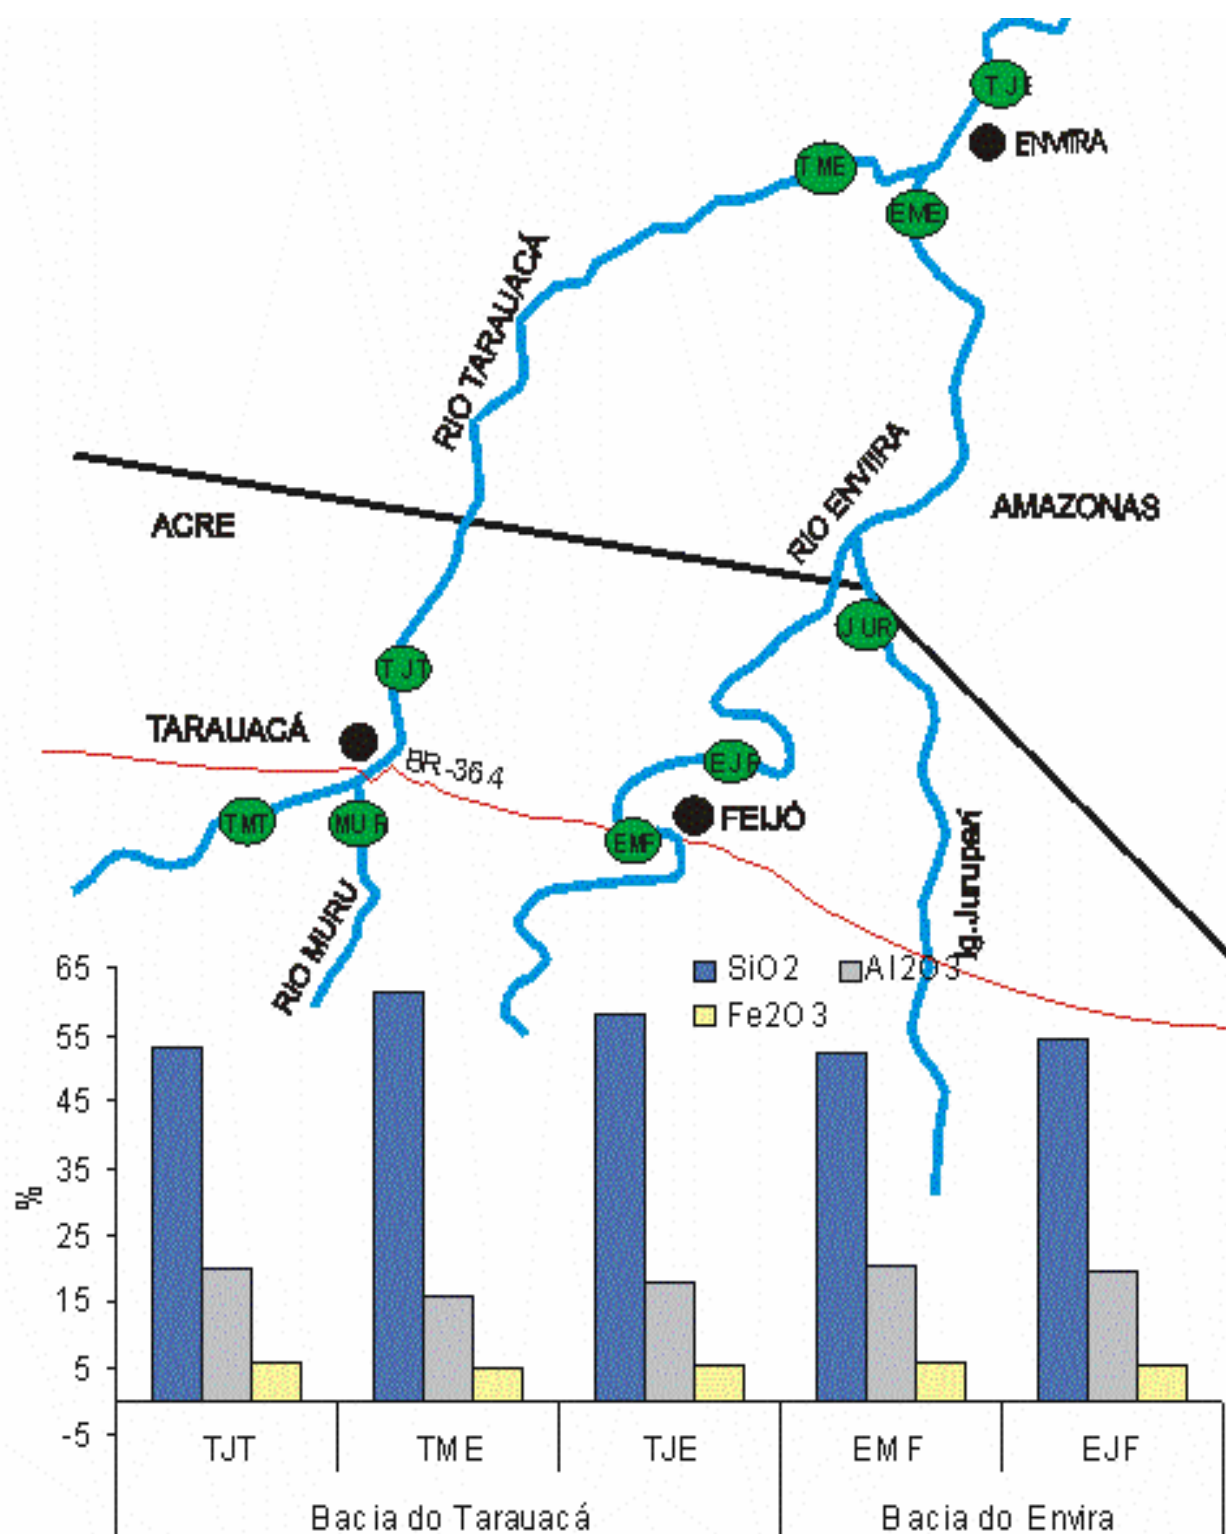 TJE
ENVIRA
TME
EME
RIO TARAUACÁ
RIO ENVIIRA
AMAZONAS
ACRE
JUR
TJT
TARAUACÁ
BR-364
EJF
TMT
MUR
FEIJÓ
EMF
RIO MURU
Ig. Jurupari
65
SiO2
Al2O3
Fe2O3
55
45
35
%
25
15
5
-5
TJT
TME
TJE
EMF
EJF
Bacia do Tarauacá
Bacia do Envira